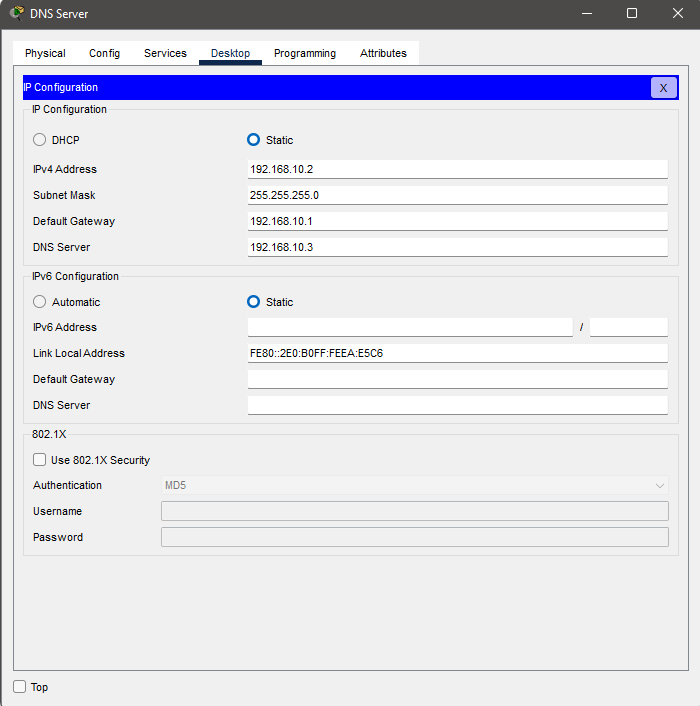 DNS Server
Physical Config Services Desktop Programming Attributes
IP Configuration X
IP Configuration
DHCP Static
IPv4 Address 192.168.10.2
Subnet Mask 255.255.255.0
Default Gateway 192.168.10.1
DNS Server 192.168.10.3
IPv6 Configuration
Automatic Static
IPv6 Address /
Link Local Address FE80::2E0:B0FF:FEEA:E5C6
Default Gateway
DNS Server
802.1X
Use 802.1X Security
Authentication MD5
Username
Password
Top